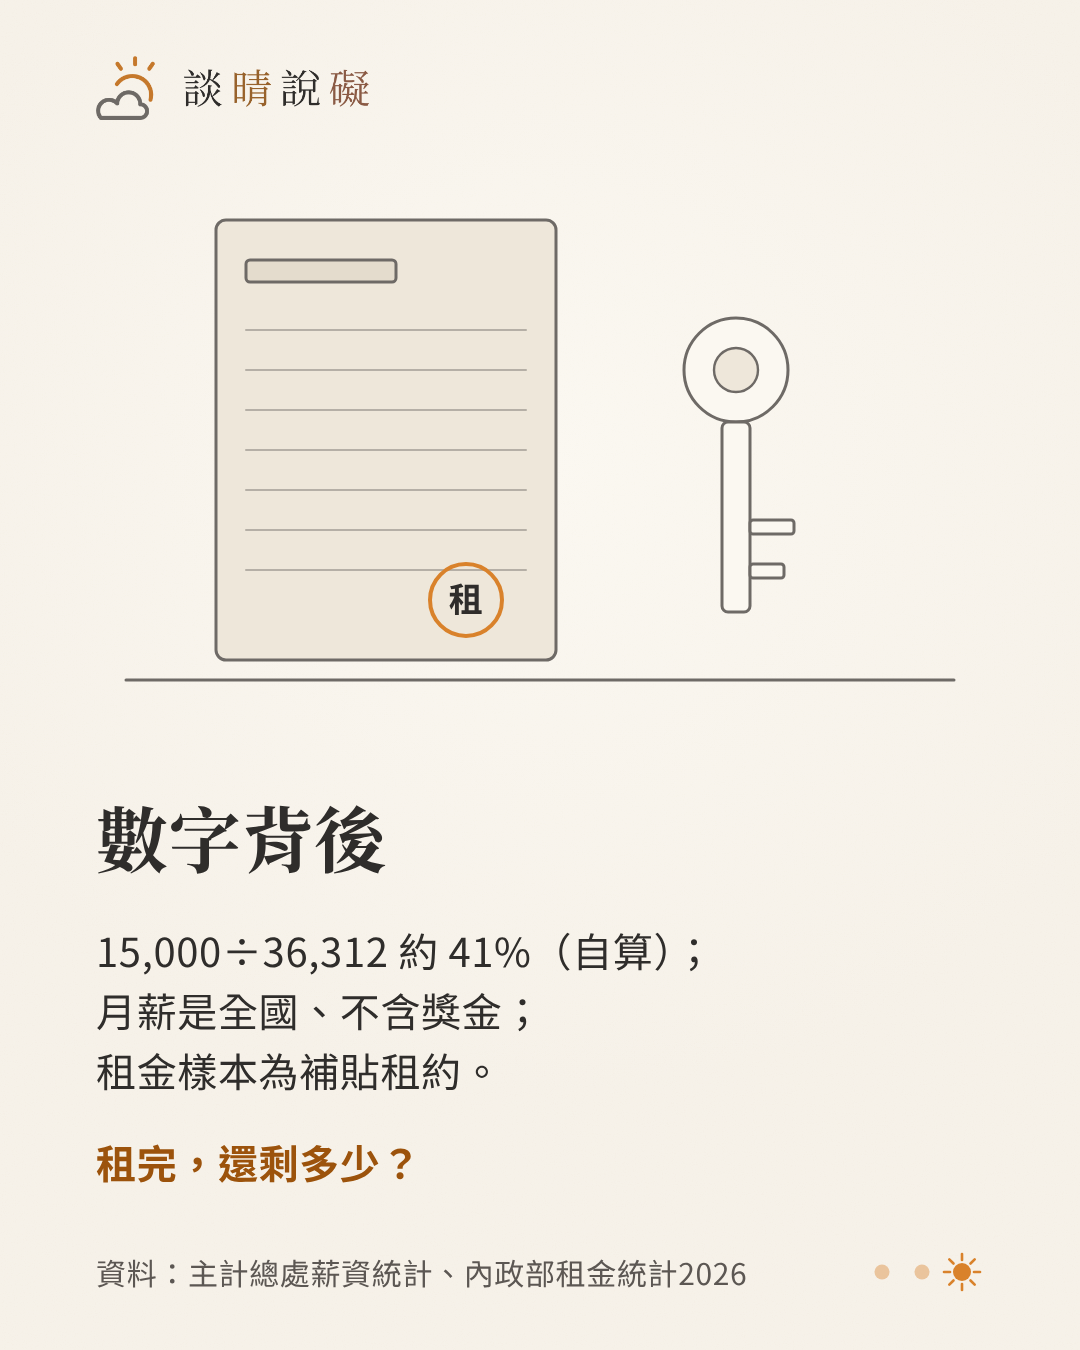 談晴說礙
租
數字背後
15,000÷36,312 約 41%（自算）；
月薪是全國、不含獎金；
租金樣本為補貼租約。
租完，還剩多少？
資料：主計總處薪資統計、內政部租金統計2026